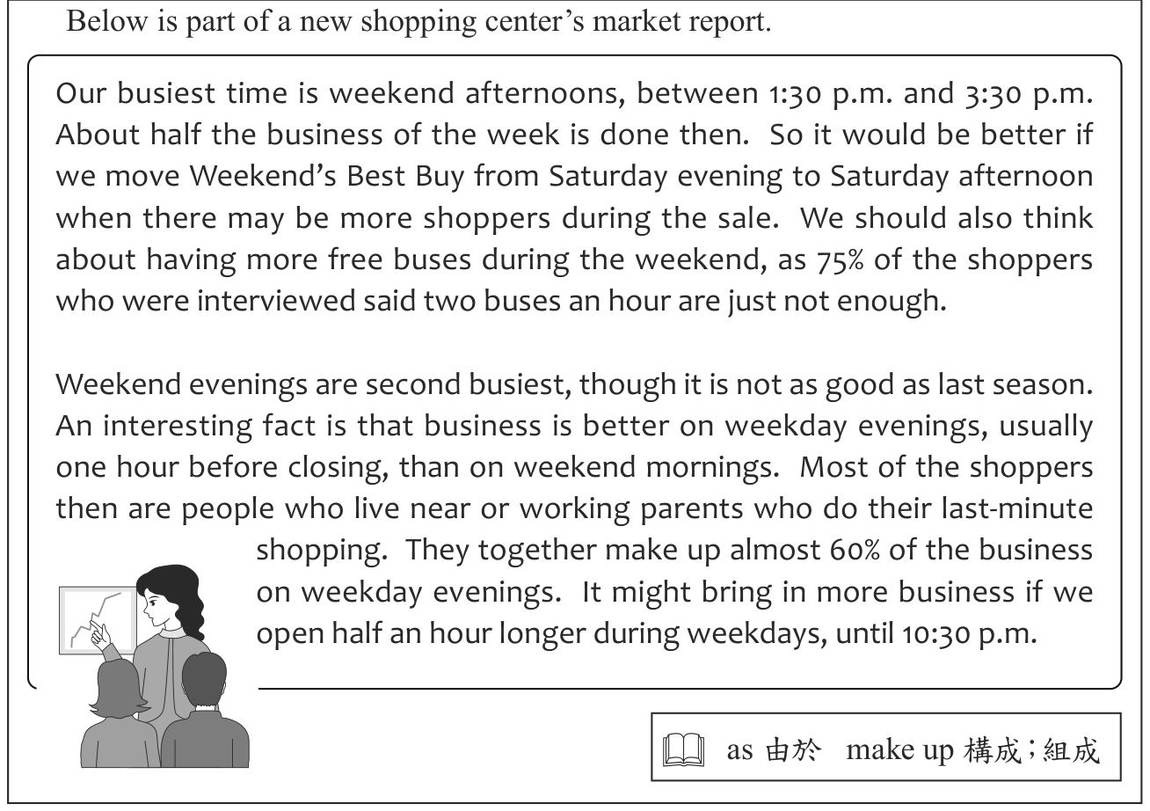 Below is part of a new shopping center’s market report.
Our busiest time is weekend afternoons, between 1:30 p.m. and 3:30 p.m.
About half the business of the week is done then. So it would be better if
we move Weekend’s Best Buy from Saturday evening to Saturday afternoon
when there may be more shoppers during the sale. We should also think
about having more free buses during the weekend, as 75% of the shoppers
who were interviewed said two buses an hour are just not enough.
Weekend evenings are second busiest, though it is not as good as last season.
An interesting fact is that business is better on weekday evenings, usually
one hour before closing, than on weekend mornings. Most of the shoppers
then are people who live near or working parents who do their last-minute
shopping. They together make up almost 60% of the business
on weekday evenings. It might bring in more business if we
open half an hour longer during weekdays, until 10:30 p.m.
as 由於 make up 構成；組成